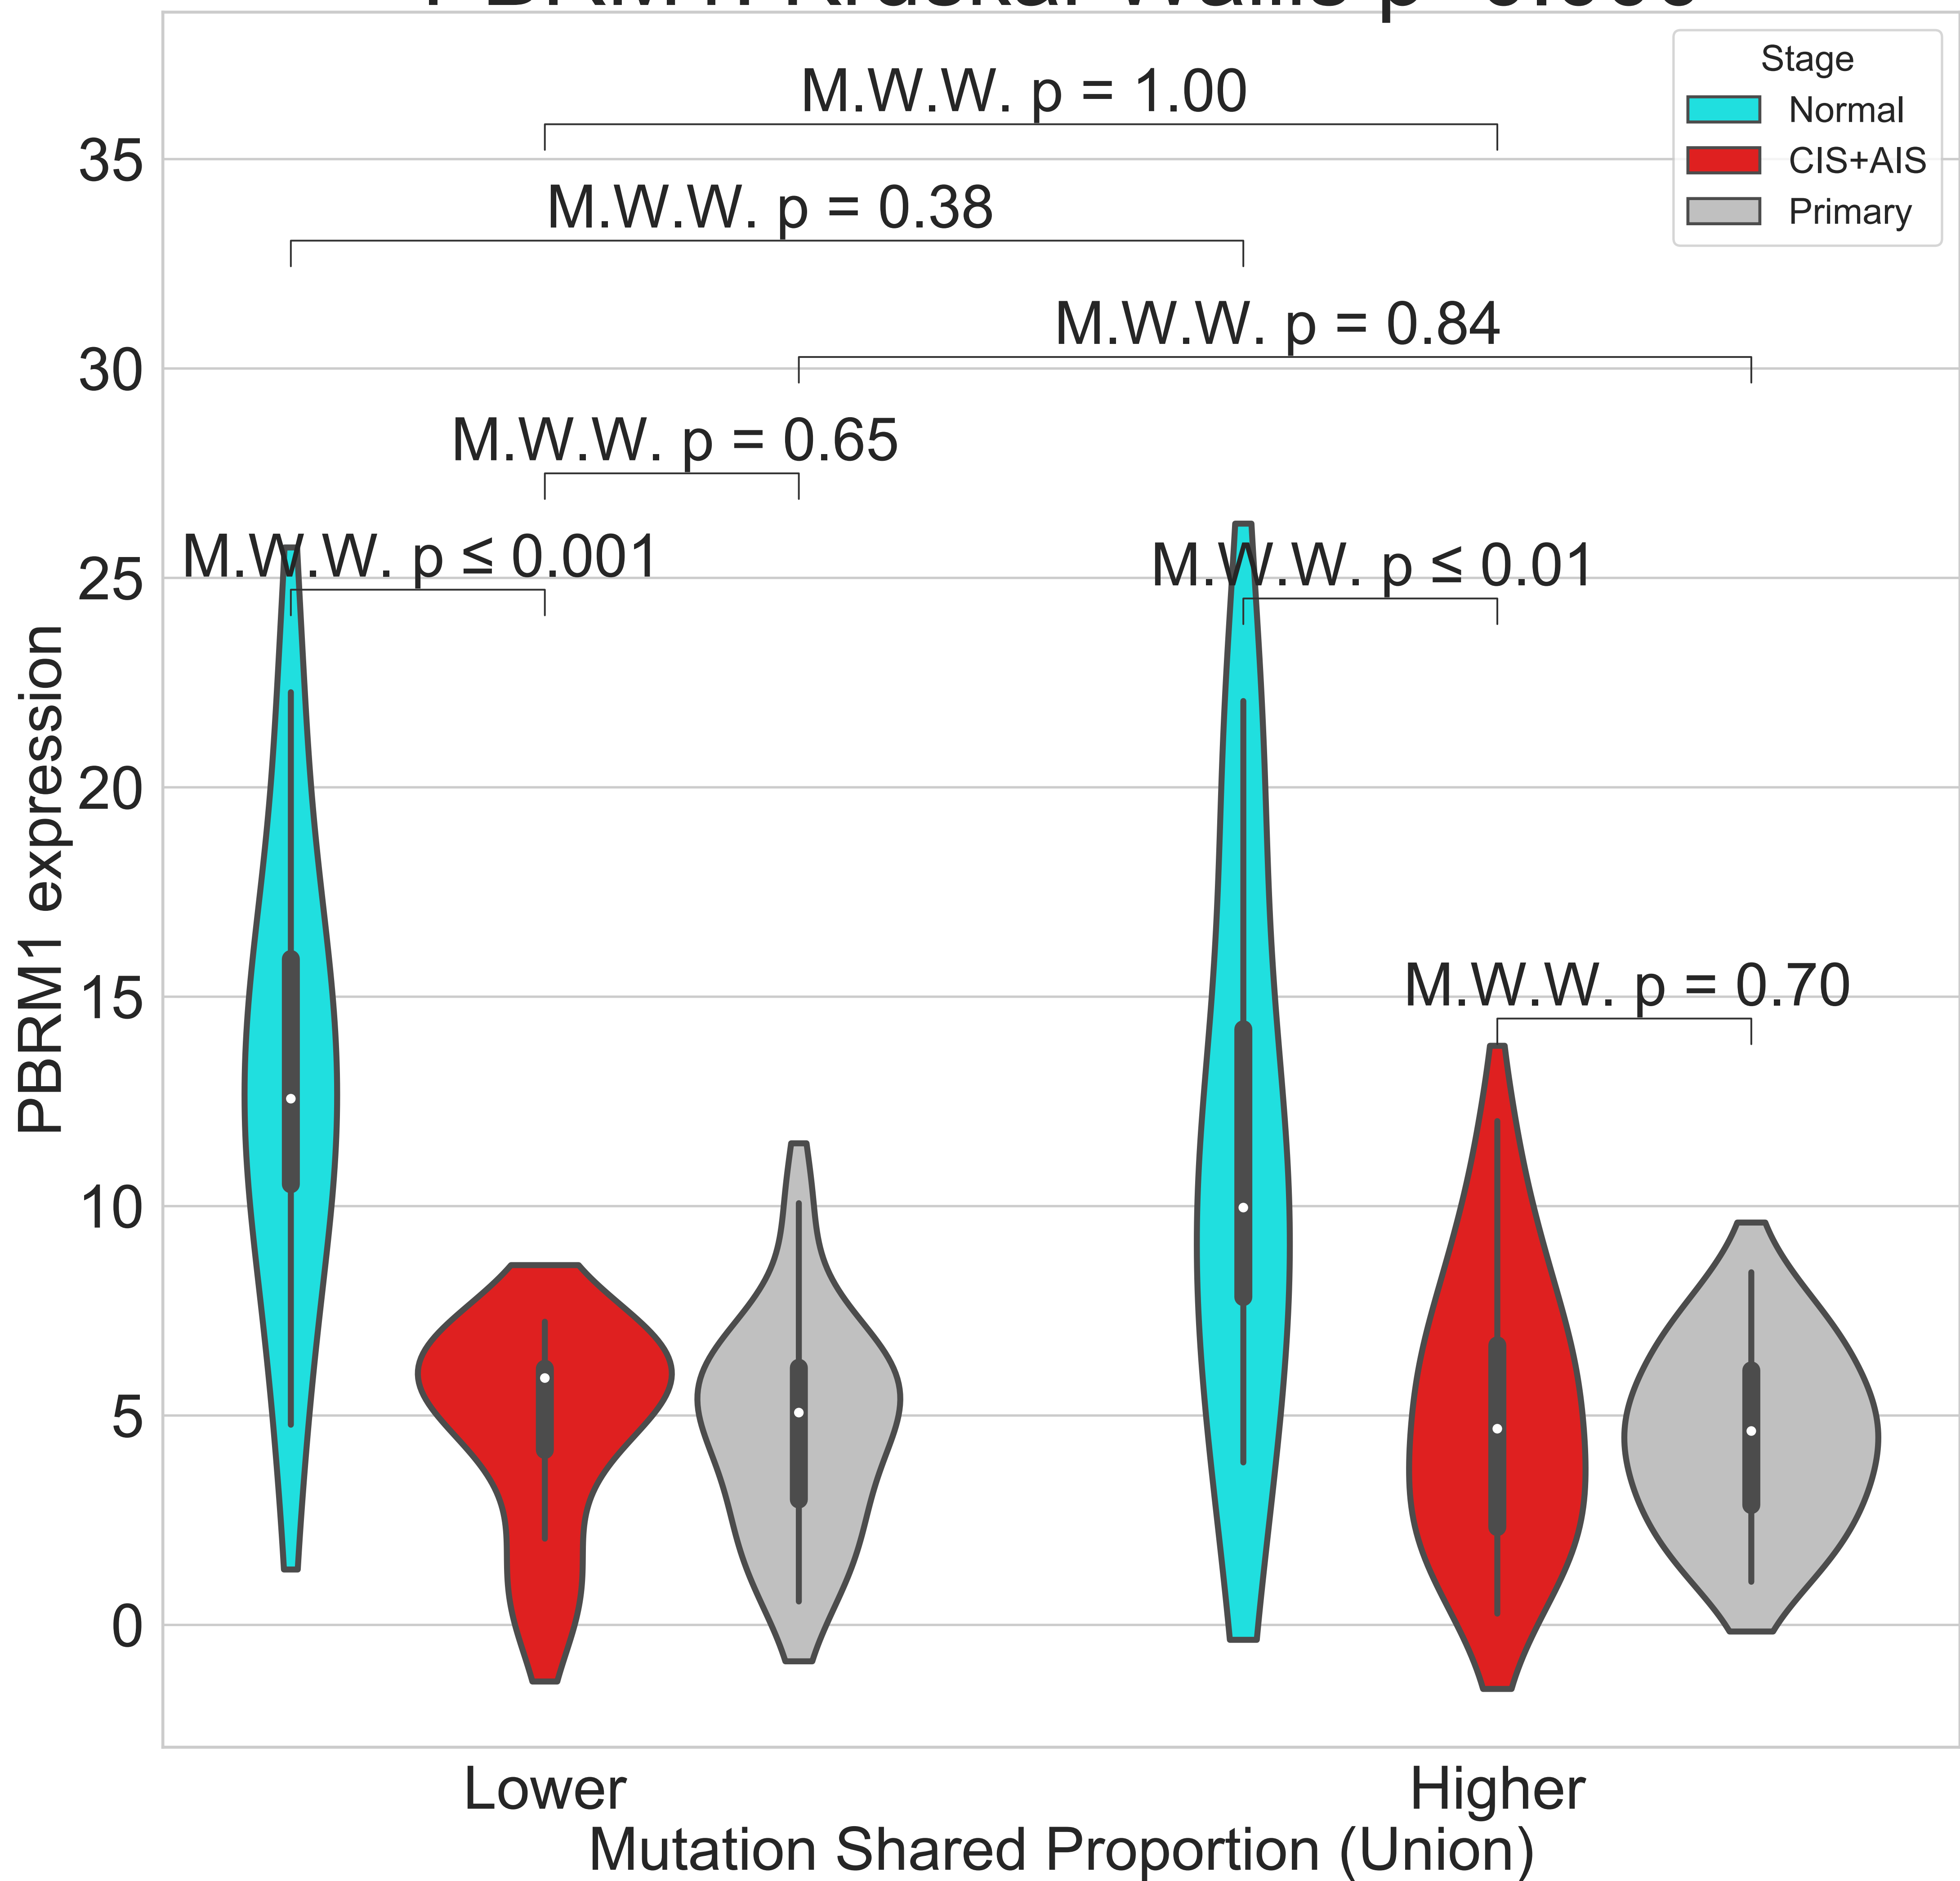 Stage
Normal
CIS+AIS
Primary
M.W.W. p = 1.00
M.W.W. p = 0.38
M.W.W. p = 0.84
M.W.W. p = 0.65
M.W.W. p ≤ 0.001
M.W.W. p ≤ 0.01
M.W.W. p = 0.70
35
30
25
20
15
10
5
0
PBRM1 expression
Lower
Higher
Mutation Shared Proportion (Union)